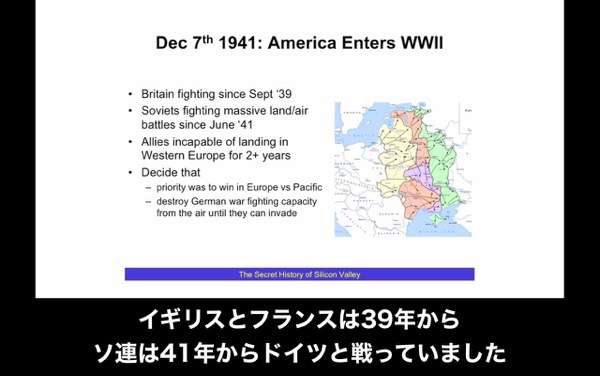 Dec 7th 1941: America Enters WWII
• Britain fighting since Sept ‘39
• Soviets fighting massive land/air
battles since June ‘41
• Allies incapable of landing in
Western Europe for 2+ years
• Decide that
– priority was to win in Europe vs Pacific
– destroy German war fighting capacity
from the air until they can invade
The Secret History of Silicon Valley
イギリスとフランスは39年から
ソ連は41年からドイツと戦っていました